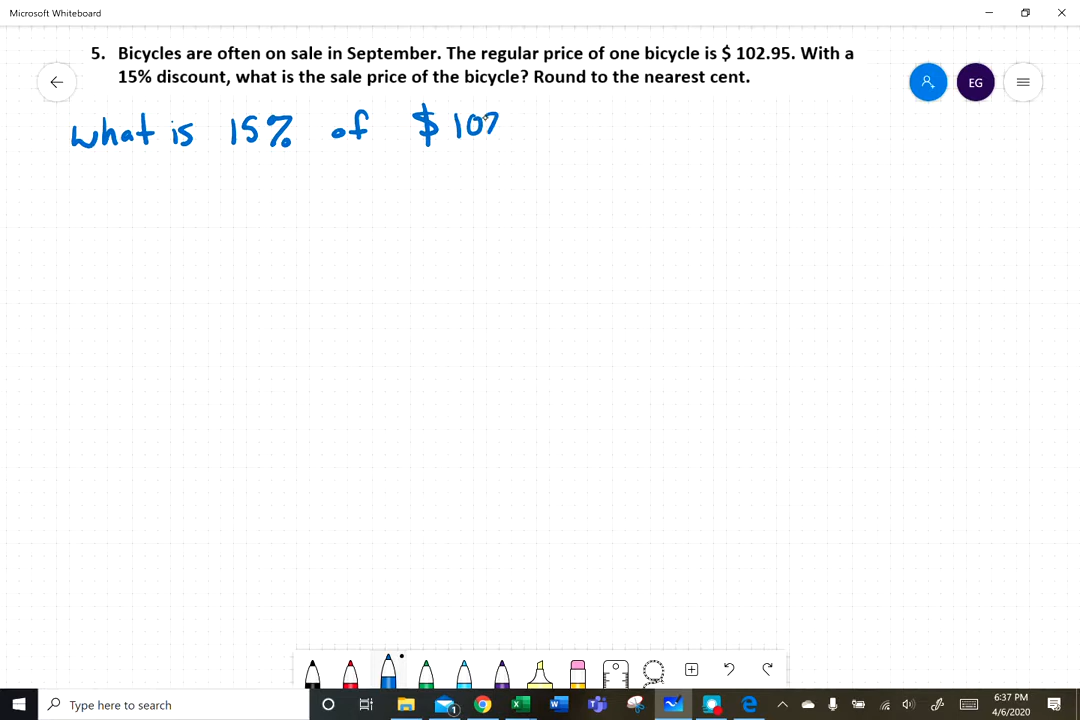 Microsoft Whiteboard
5. Bicycles are often on sale in September. The regular price of one bicycle is $ 102.95. With a
15% discount, what is the sale price of the bicycle? Round to the nearest cent.
EG
what is 15% of $ 102
1
Type here to search
6:37 PM
4/6/2020